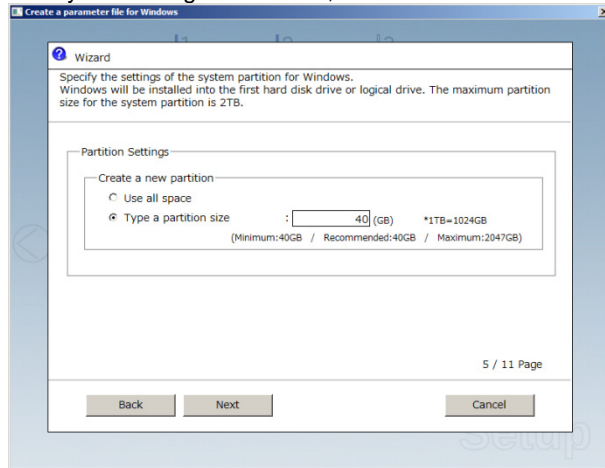 Create a parameter file for Windows
Wizard
Specify the settings of the system partition for Windows.
Windows will be installed into the first hard disk drive or logical drive. The maximum partition
size for the system partition is 2TB.
Partition Settings
Create a new partition
Use all space
Type a partition size : 40 (GB) *1TB=1024GB
(Minimum:40GB / Recommended:40GB / Maximum:2047GB)
5 / 11 Page
Back Next Cancel
Setup